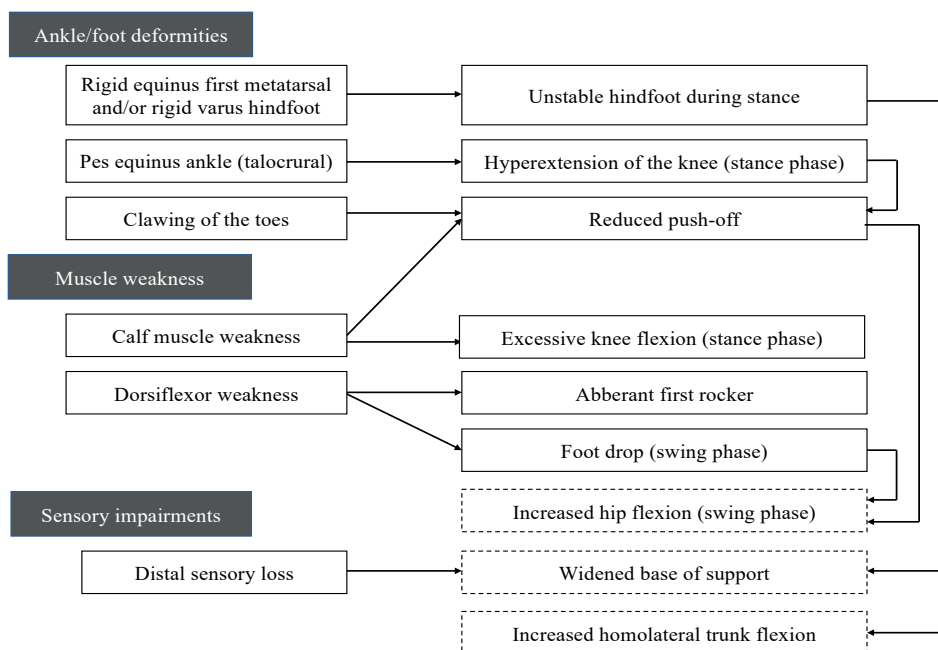 Ankle/foot deformities
Rigid equinus first metatarsal
and/or rigid varus hindfoot
Unstable hindfoot during stance
Pes equinus ankle (talocrural)
Hyperextension of the knee (stance phase)
Clawing of the toes
Reduced push-off
Muscle weakness
Calf muscle weakness
Excessive knee flexion (stance phase)
Dorsiflexor weakness
Abberant first rocker
Foot drop (swing phase)
Sensory impairments
Increased hip flexion (swing phase)
Distal sensory loss
Widened base of support
Increased homolateral trunk flexion